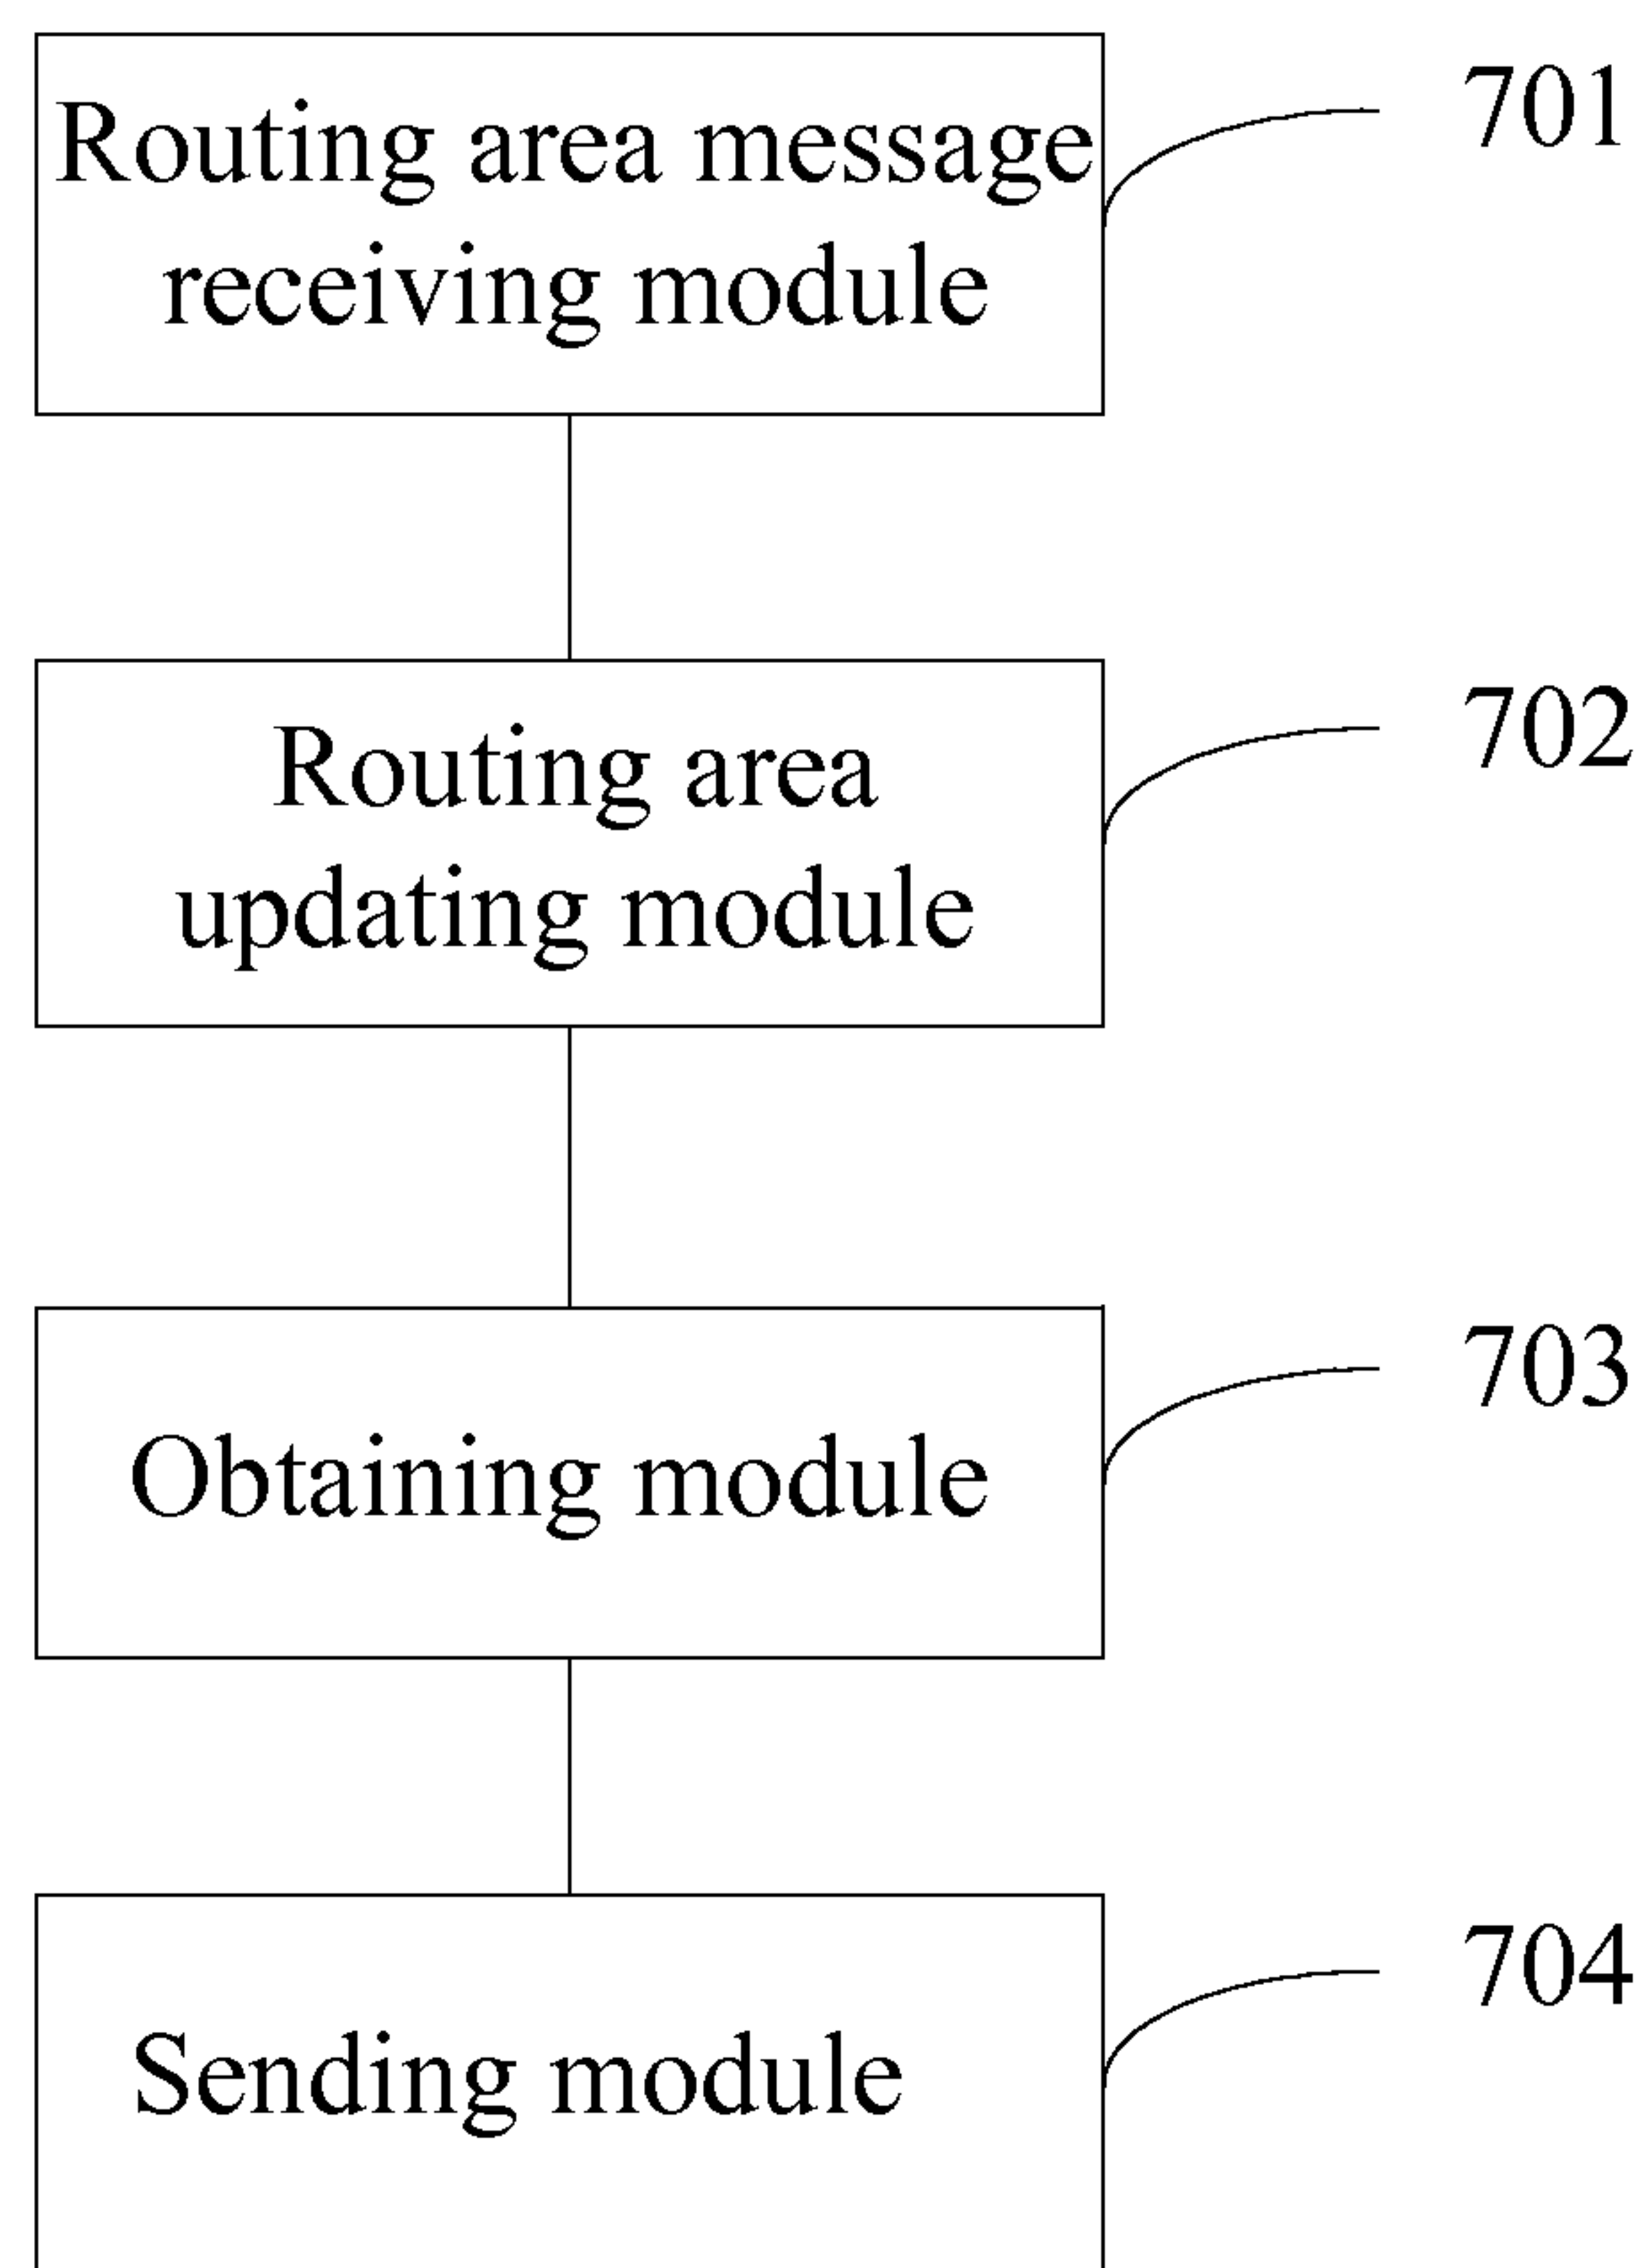 Routing area message
receiving module
701
Routing area
updating module
702
Obtaining module
703
Sending module
704